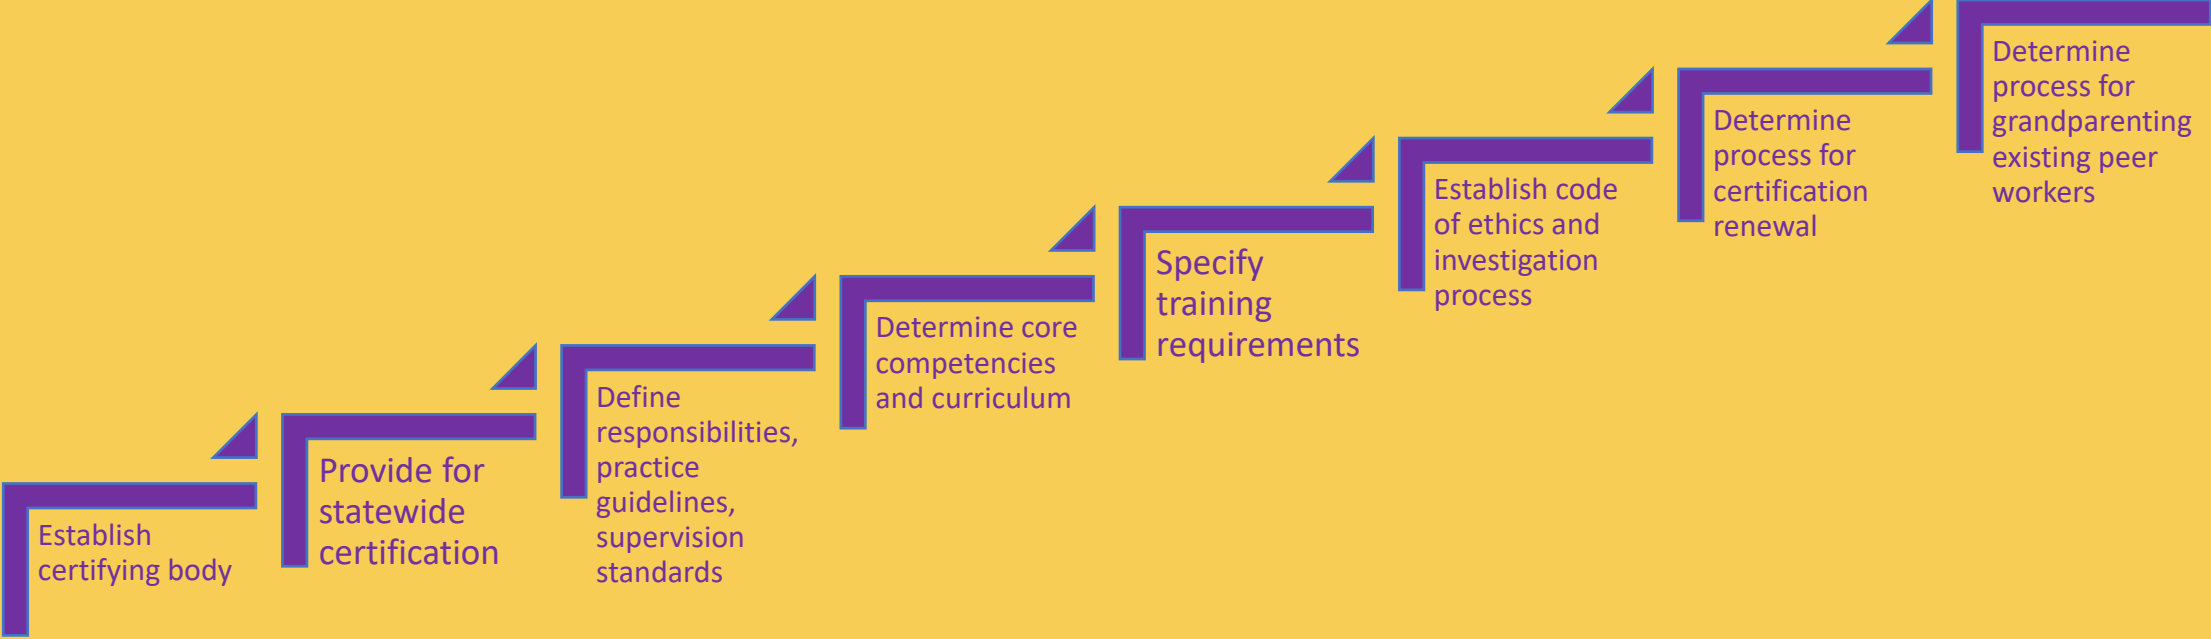 Establish
certifying body
Provide for
statewide
certification
Define
responsibilities,
practice
guidelines,
supervision
standards
Determine core
competencies
and curriculum
Specify
training
requirements
Establish code
of ethics and
investigation
process
Determine
process for
certification
renewal
Determine
process for
grandparenting
existing peer
workers